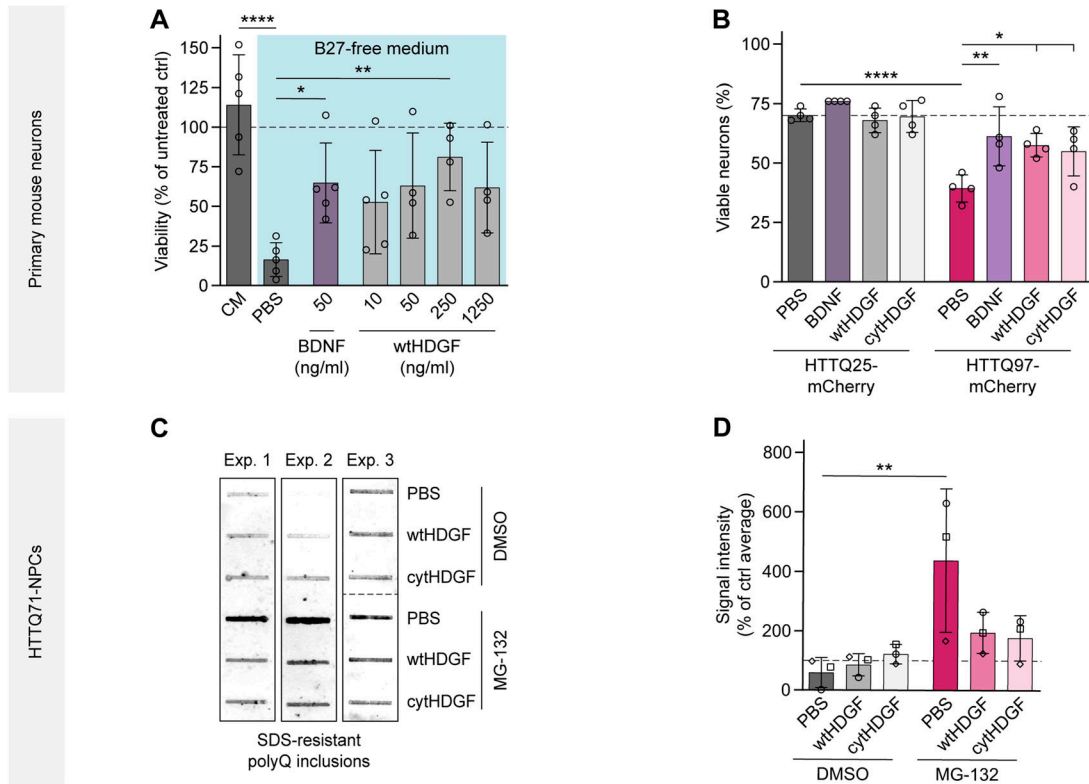 Primary mouse neurons
A
****
B27-free medium
**
*
Viability (% of untreated ctrl)
150
125
100
75
50
25
0
CM
PBS
50
10
50
250
1250
BDNF
(ng/ml)
wtHDGF
(ng/ml)
B
*
**
****
Viable neurons (%)
100
75
50
25
0
PBS
BDNF
wtHDGF
cytHDGF
PBS
BDNF
wtHDGF
cytHDGF
HTTQ25-
mCherry
HTTQ97-
mCherry
HTTQ71-NPCs
C
Exp. 1
Exp. 2
Exp. 3
PBS
wtHDGF
cytHDGF
DMSO
PBS
wtHDGF
cytHDGF
MG-132
SDS-resistant
polyQ inclusions
D
**
Signal intensity
(% of ctrl average)
800
600
400
200
100
0
PBS
wtHDGF
cytHDGF
PBS
wtHDGF
cytHDGF
DMSO
MG-132